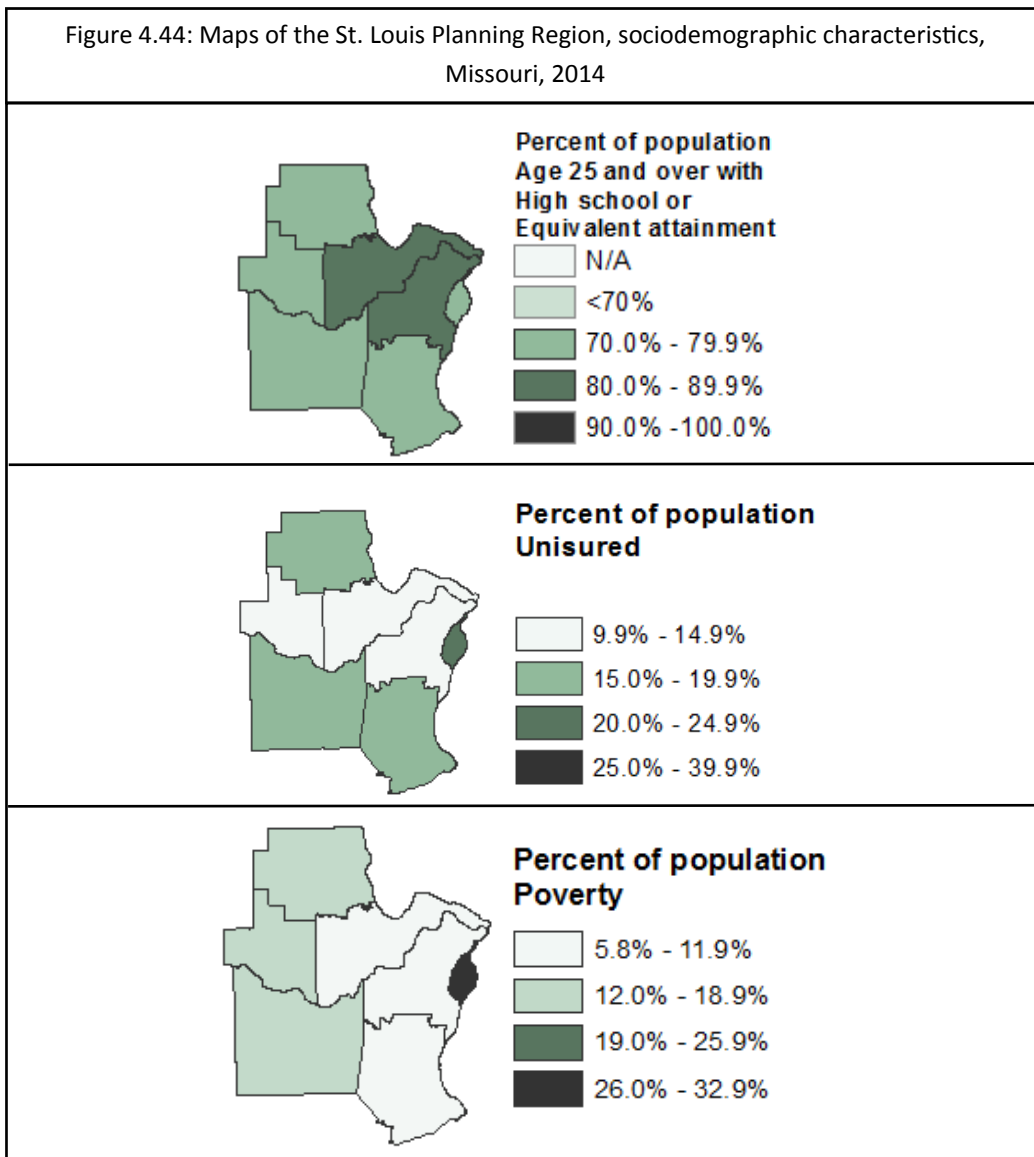 Figure 4.44: Maps of the St. Louis Planning Region, sociodemographic characteristics,
Missouri, 2014
Percent of population
Age 25 and over with
High school or
Equivalent attainment
N/A
<70%
70.0% - 79.9%
80.0% - 89.9%
90.0% -100.0%
Percent of population
Unisured
9.9% - 14.9%
15.0% - 19.9%
20.0% - 24.9%
25.0% - 39.9%
Percent of population
Poverty
5.8% - 11.9%
12.0% - 18.9%
19.0% - 25.9%
26.0% - 32.9%